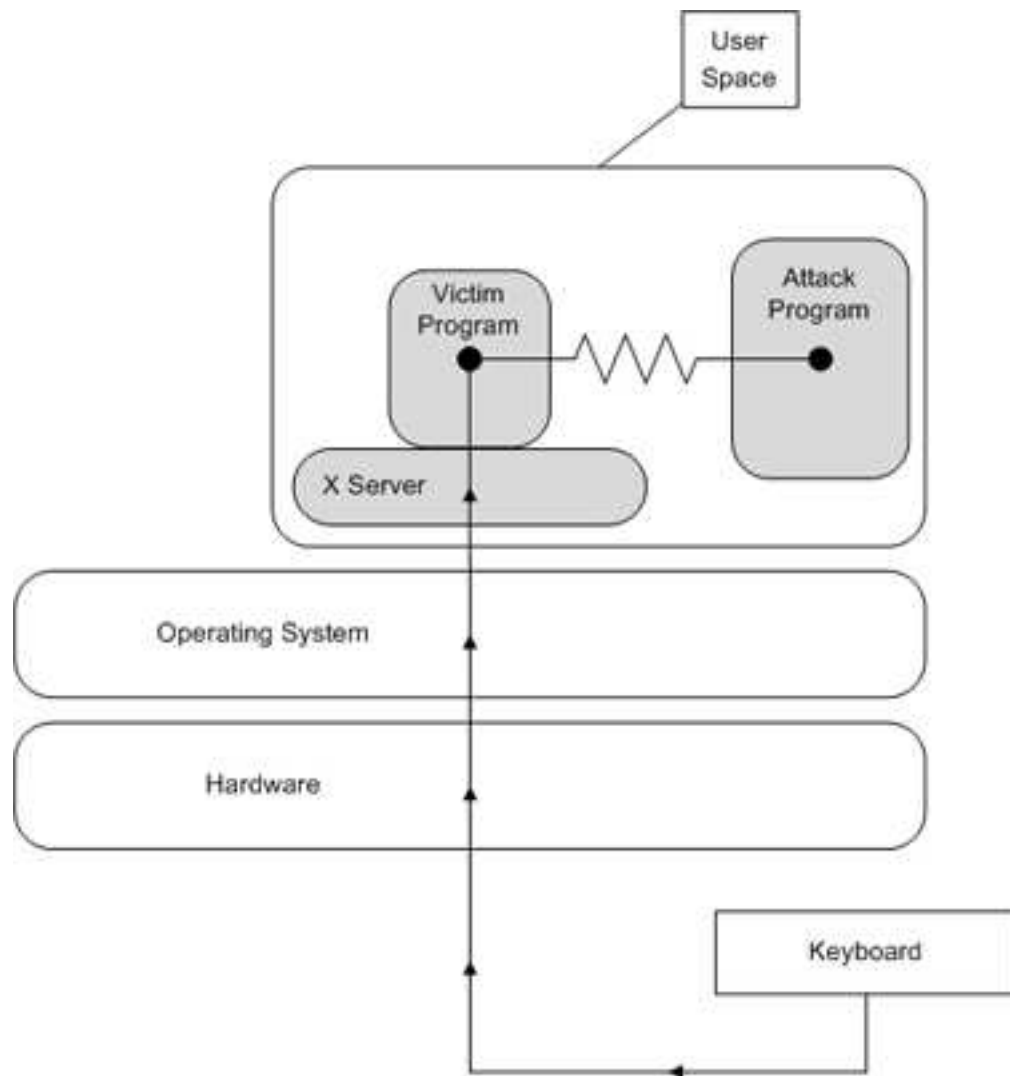 User
Space
Victim
Program
Attack
Program
X Server
Operating System
Hardware
Keyboard